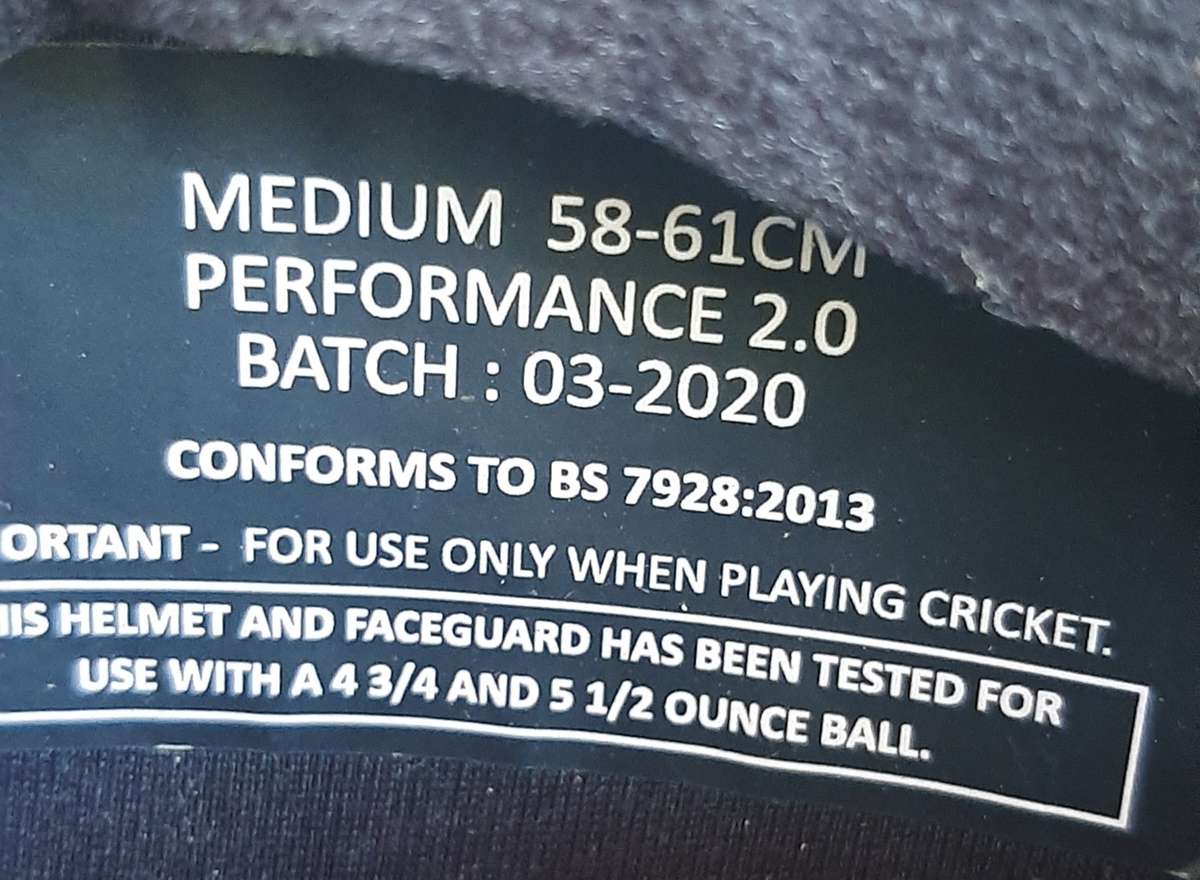 MEDIUM 58-61CM
PERFORMANCE 2.0
BATCH : 03-2020
CONFORMS TO BS 7928:2013
ORTANT - FOR USE ONLY WHEN PLAYING CRICKET.
HIS HELMET AND FACEGUARD HAS BEEN TESTED FOR
USE WITH A 4 3/4 AND 5 1/2 OUNCE BALL.